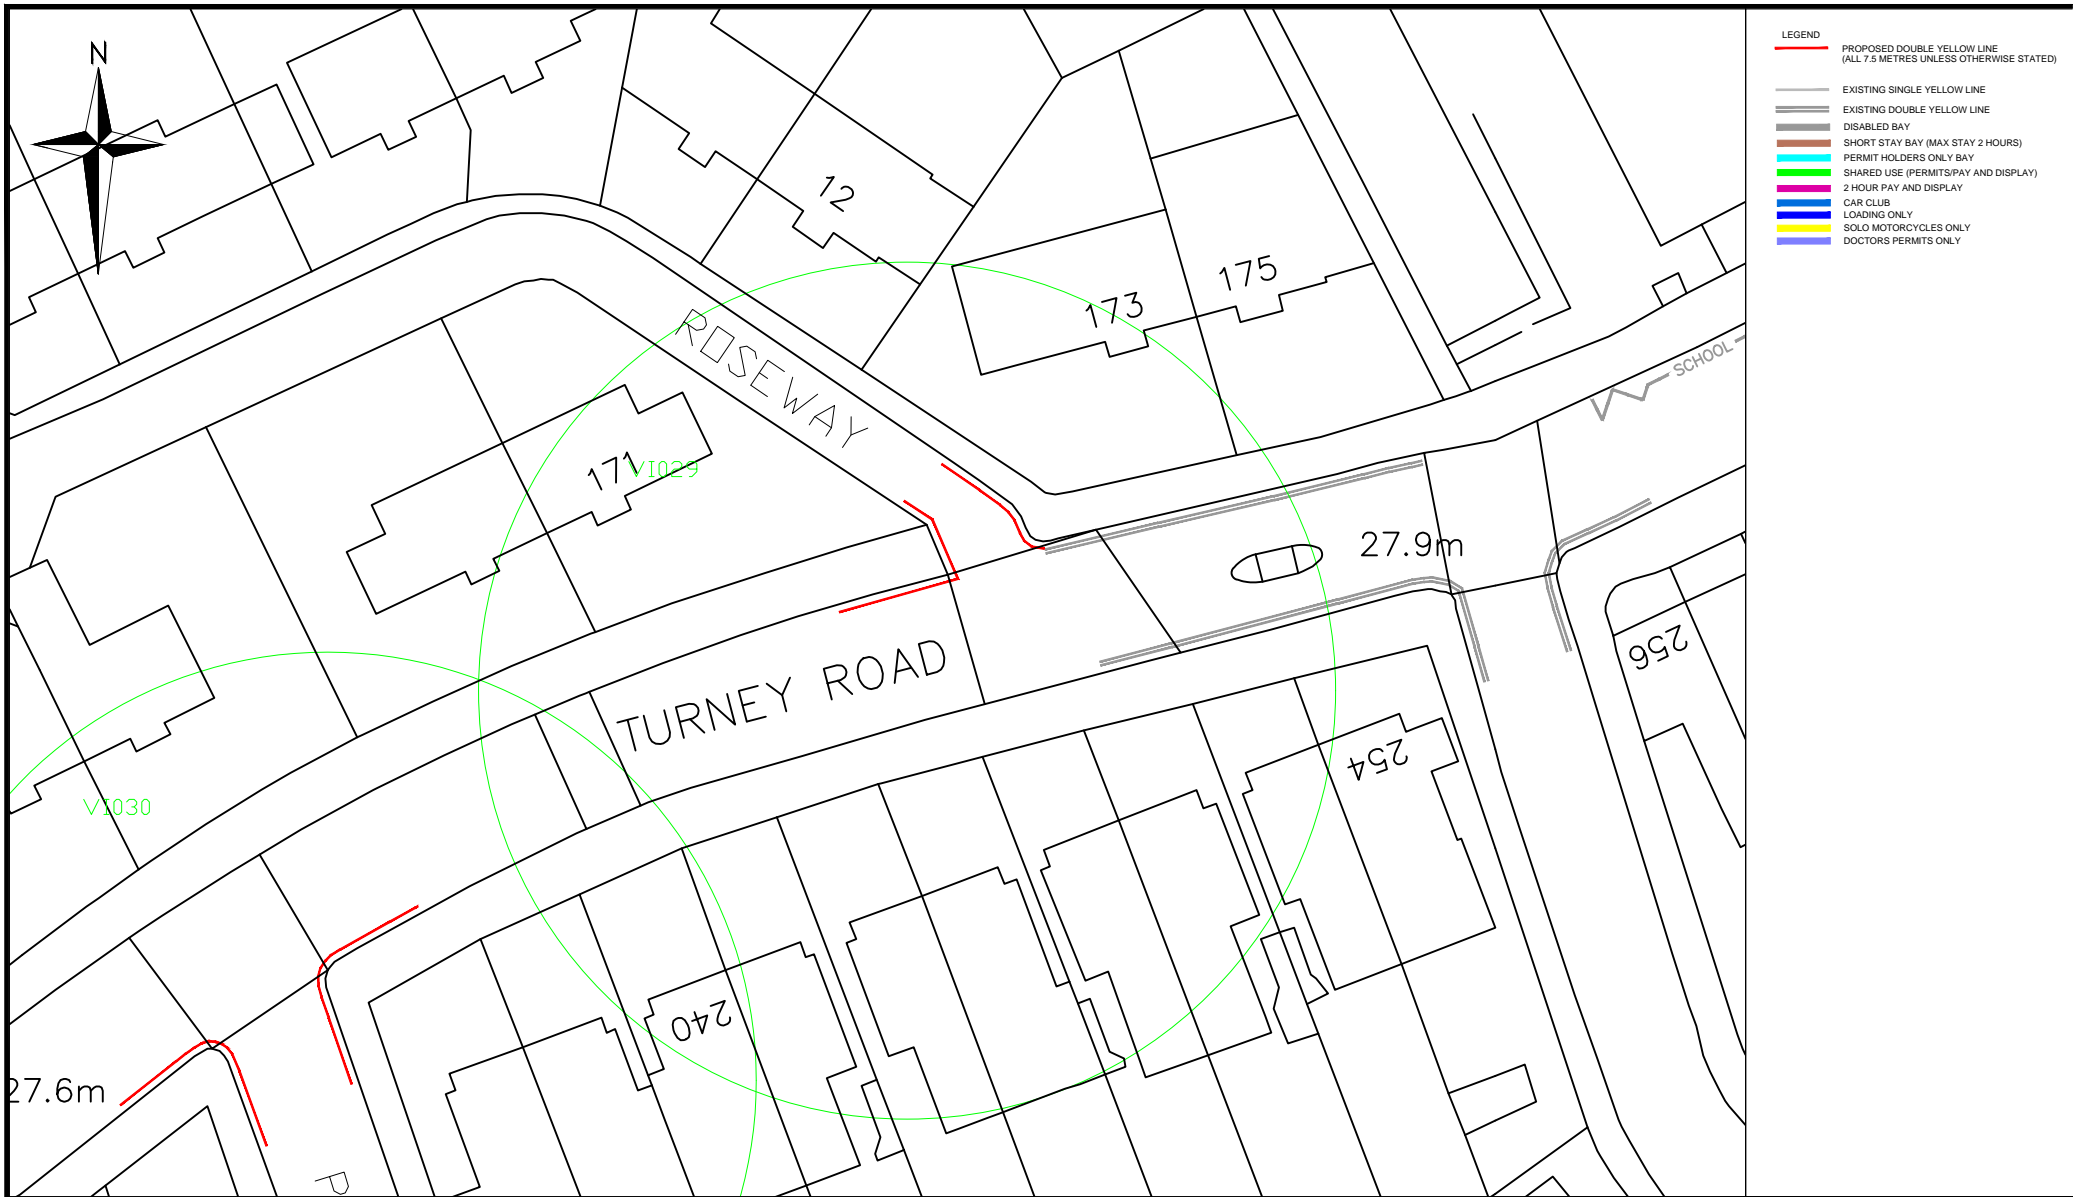 N
12
173
175
ROSEWAY
171
VI029
SCHOOL
27.9m
TURNEY ROAD
256
254
VI030
240
27.6m
P
LEGEND
PROPOSED DOUBLE YELLOW LINE
(ALL 7.5 METRES UNLESS OTHERWISE STATED)
EXISTING SINGLE YELLOW LINE
EXISTING DOUBLE YELLOW LINE
DISABLED BAY
SHORT STAY BAY (MAX STAY 2 HOURS)
PERMIT HOLDERS ONLY BAY
SHARED USE (PERMITS/PAY AND DISPLAY)
2 HOUR PAY AND DISPLAY
CAR CLUB
LOADING ONLY
SOLO MOTORCYCLES ONLY
DOCTORS PERMITS ONLY